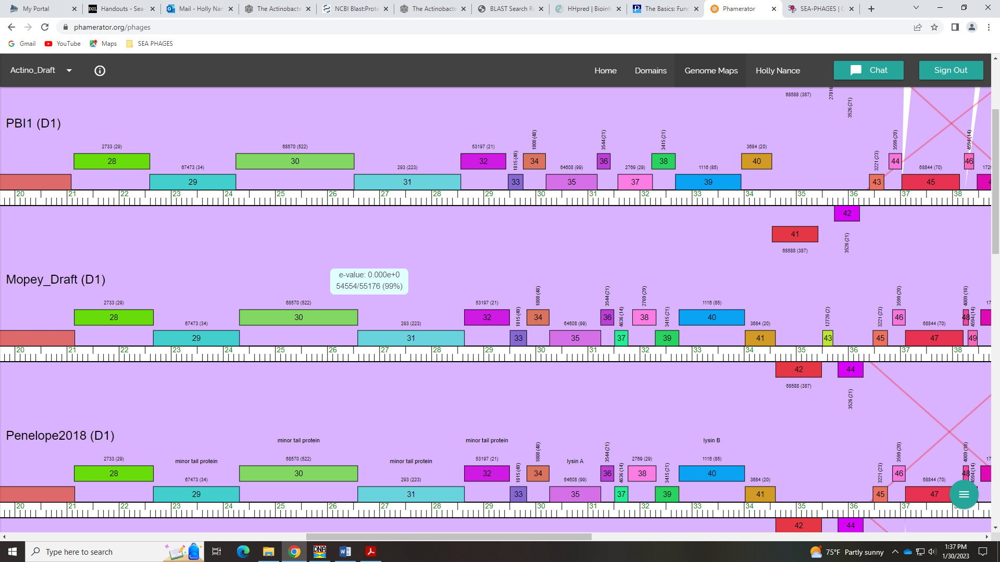 My Portal
D2L Handouts - Sea-
Mail - Holly Nan
The Actinobacte
NCBI Blast:Prote
The Actinobacte
BLAST Search Re
HHpred | Bioinfo
The Basics: Func
Phamerator
SEA-PHAGES | C
phamerator.org/phages
Gmail YouTube Maps SEA PHAGES
Actino_Draft Home Domains Genome Maps Holly Nance Chat Sign Out
68588 (387) 27816 3526 (21)
PBI1 (D1)
2733 (29) 68570 (522) 53197 (21) 1808 (48) 3544 (21) 3415 (21) 3684 (20) 3599 (20) 4594 (14)
28 30 32 34 36 38 40 44 46
67473 (34) 293 (223) 1815 (49) 64608 (99) 2769 (29) 1116 (85) 3221 (23) 68844 (70)
29 31 33 35 37 39 43 45
20 21 22 23 24 25 26 27 28 29 30 31 32 33 34 35 36 37 38
42
41 3526 (21)
68588 (387)
Mopey_Draft (D1)
e-value: 0.000e+0
54554/55176 (99%)
2733 (29) 68570 (522) 53197 (21) 1808 (48) 3544 (21) 2769 (29) 1116 (85) 3599 (20) 4009 (18)
28 30 32 34 36 38 40 46 48
67473 (34) 293 (223) 1815 (49) 64608 (99) 4636 (14) 3415 (21) 3684 (20) 12726 (2) 3221 (23) 68844 (70) 4594 (14)
29 31 33 35 37 39 41 43 45 47 49
20 21 22 23 24 25 26 27 28 29 30 31 32 33 34 35 36 37 38
42 44
68588 (387) 3526 (21)
Penelope2018 (D1)
minor tail protein minor tail protein lysin B
2733 (29) 68570 (522) 53197 (21) 1808 (48) 3544 (21) 2769 (29) 1116 (85) 3599 (20) 4009 (18)
minor tail protein minor tail protein lysin A
28 30 32 34 36 38 40 46 48
67473 (34) 293 (223) 1815 (49) 64608 (99) 4636 (14) 3415 (21) 3684 (20) 3221 (23) 68844 (70) 4594 (14)
29 31 33 35 37 39 41 45 47
20 21 22 23 24 25 26 27 28 29 30 31 32 33 34 35 36 37
42 44
Type here to search
DNA
75°F Partly sunny
1:37 PM
1/30/2023